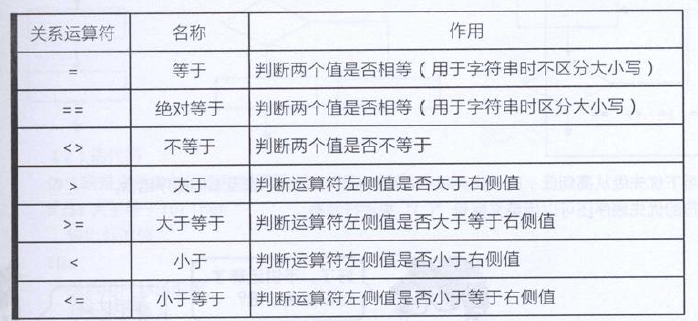 关系运算符 名称 作用
= 等于 判断两个值是否相等（用于字符串时不区分大小写）
== 绝对等于 判断两个值是否相等（用于字符串时区分大小写）
<> 不等于 判断两个值是否不等于
> 大于 判断运算符左侧值是否大于右侧值
>= 大于等于 判断运算符左侧值是否大于等于右侧值
< 小于 判断运算符左侧值是否小于右侧值
<= 小于等于 判断运算符左侧值是否小于等于右侧值